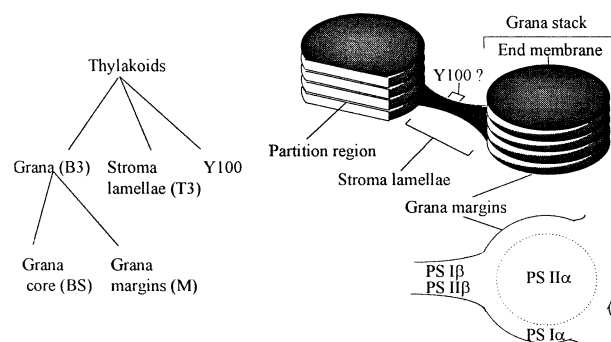 Thylakoids
Grana (B3)
Stroma
lamellae (T3)
Y100
Grana
core (BS)
Grana
margins (M)
Grana stack
End membrane
Y100 ?
Partition region
Stroma lamellae
Grana margins
PS Iβ
PS IIβ
PS IIα
PS Iα